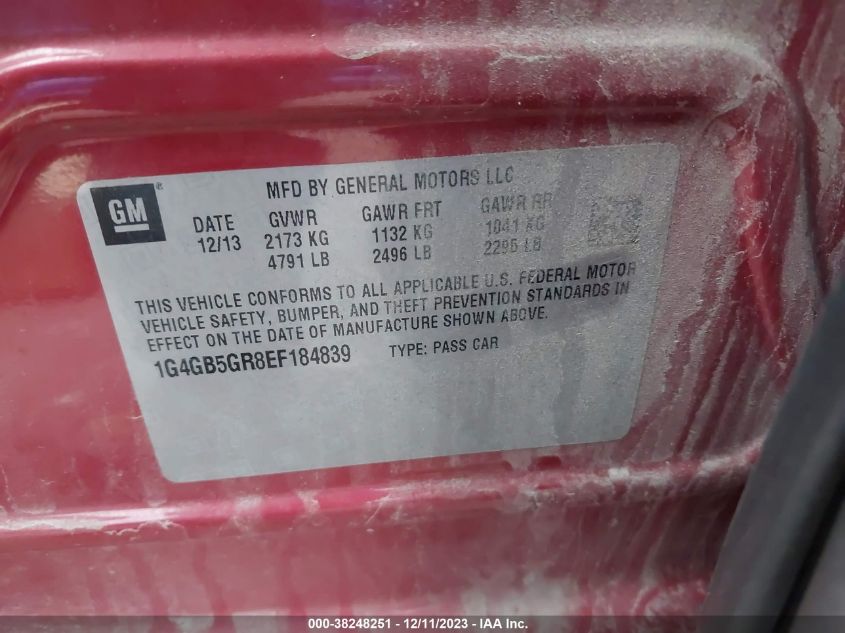 MFD BY GENERAL MOTORS LLC
GM ®
DATE GVWR GAWR FRT GAWR RR
12/13 2173 KG 1132 KG 1041 KG
4791 LB 2496 LB 2295 LB
THIS VEHICLE CONFORMS TO ALL APPLICABLE U.S. FEDERAL MOTOR
VEHICLE SAFETY, BUMPER, AND THEFT PREVENTION STANDARDS IN
EFFECT ON THE DATE OF MANUFACTURE SHOWN ABOVE.
1G4GB5GR8EF184839 TYPE: PASS CAR
000-38248251 - 12/11/2023 - IAA Inc.